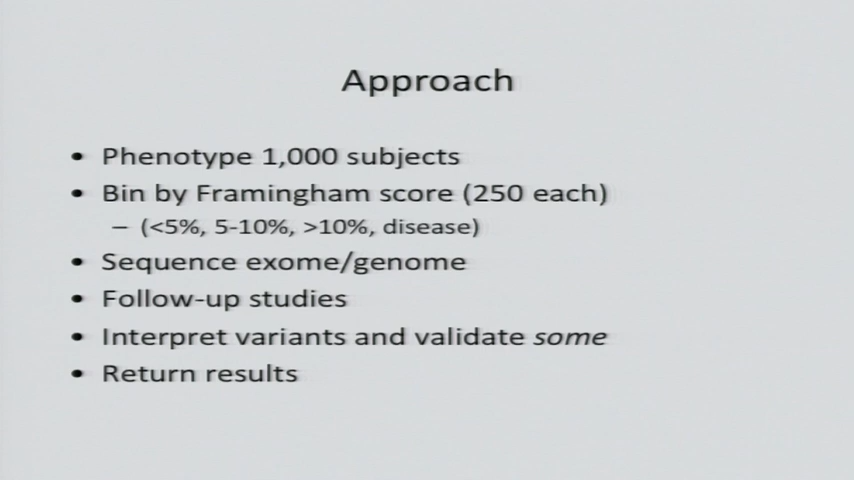 Approach
• Phenotype 1,000 subjects
• Bin by Framingham score (250 each)
– (<5%, 5-10%, >10%, disease)
• Sequence exome/genome
• Follow-up studies
• Interpret variants and validate some
• Return results